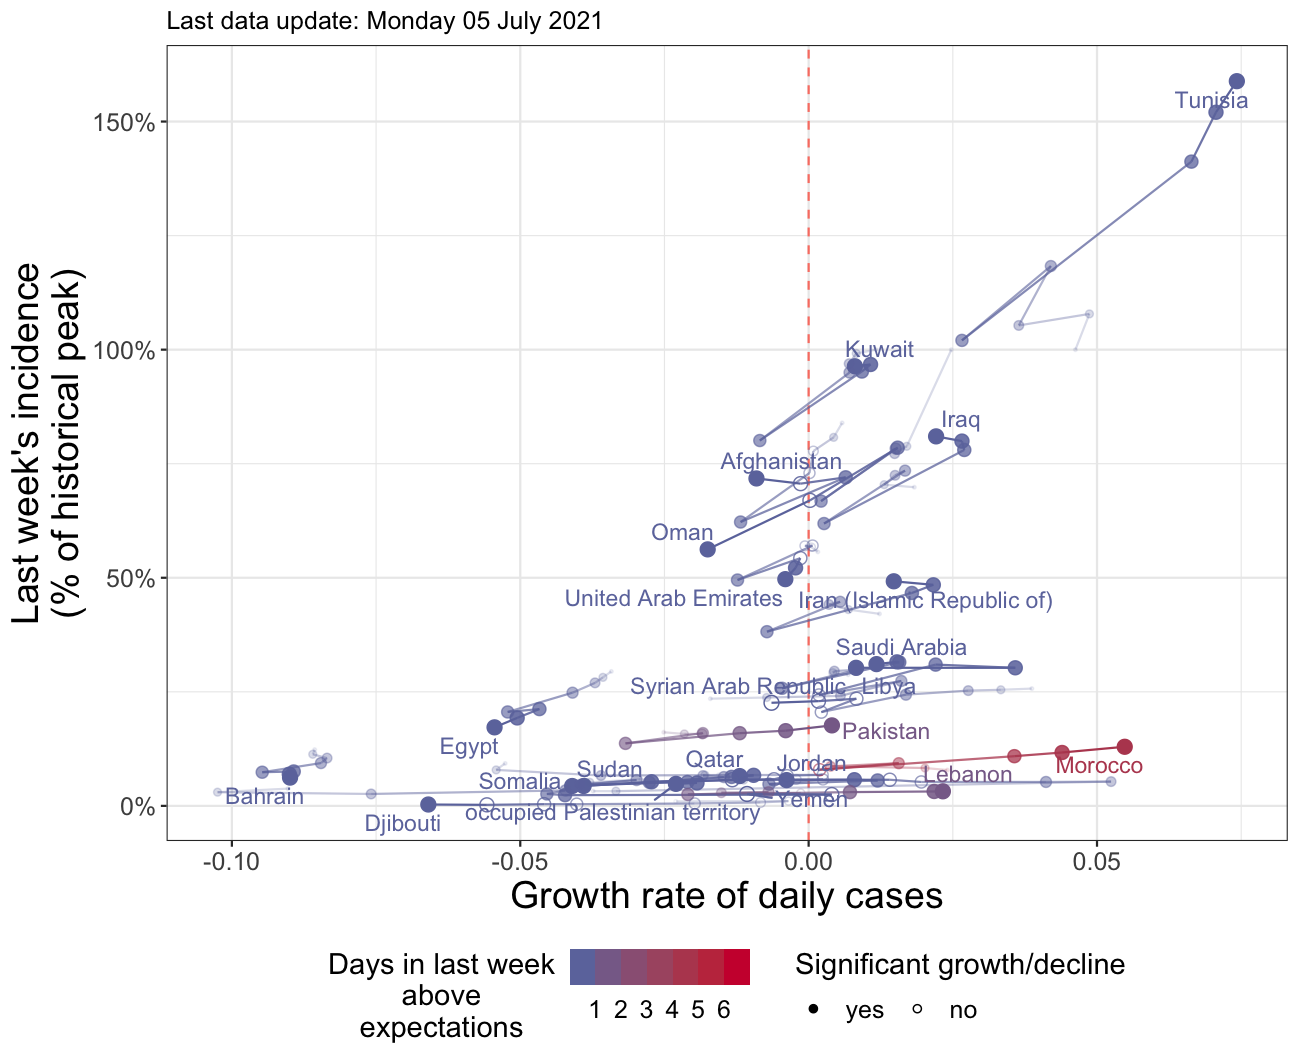 Last data update: Monday 05 July 2021
Last week's incidence
(% of historical peak)
150%
100%
50%
0%
Tunisia
Kuwait
Iraq
Afghanistan
Oman
United Arab Emirates
Iran (Islamic Republic of)
Saudi Arabia
Syrian Arab Republic
Libya
Pakistan
Egypt
Qatar
Jordan
Morocco
Sudan
Lebanon
Somalia
Bahrain
Yemen
occupied Palestinian territory
Djibouti
-0.10
-0.05
0.00
0.05
Growth rate of daily cases
Days in last week
above
expectations
1 2 3 4 5 6
Significant growth/decline
yes
no